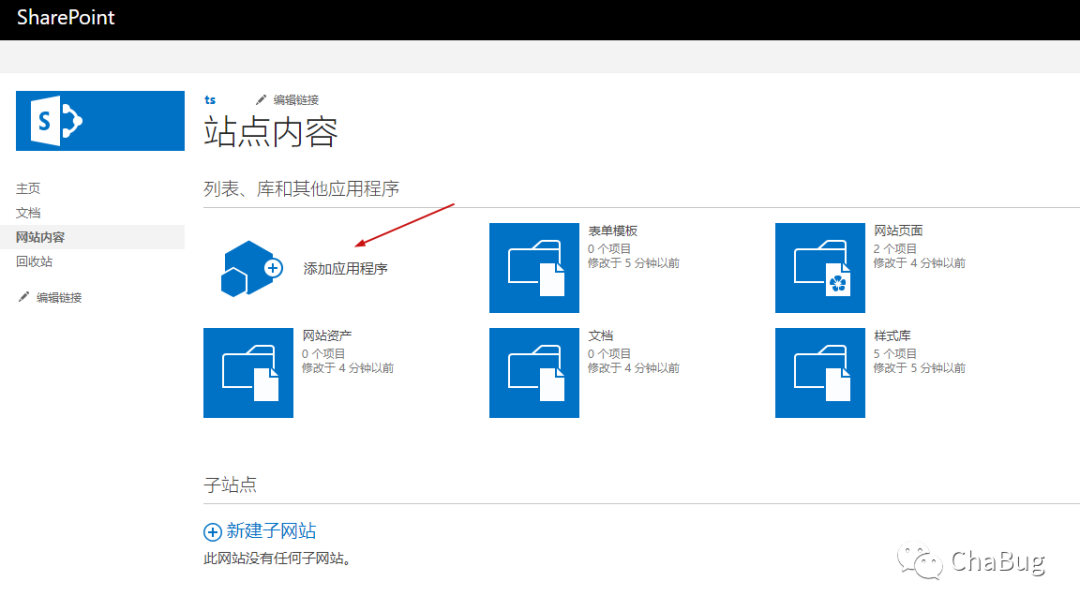 SharePoint
S
ts
编辑链接
站点内容
主页
文档
网站内容
回收站
编辑链接
列表、库和其他应用程序
添加应用程序
表单模板
0 个项目
修改于 5 分钟以前
网站页面
2 个项目
修改于 4 分钟以前
网站资产
0 个项目
修改于 4 分钟以前
文档
0 个项目
修改于 4 分钟以前
样式库
5 个项目
修改于 5 分钟以前
子站点
新建子网站
此网站没有任何子网站。
ChaBug